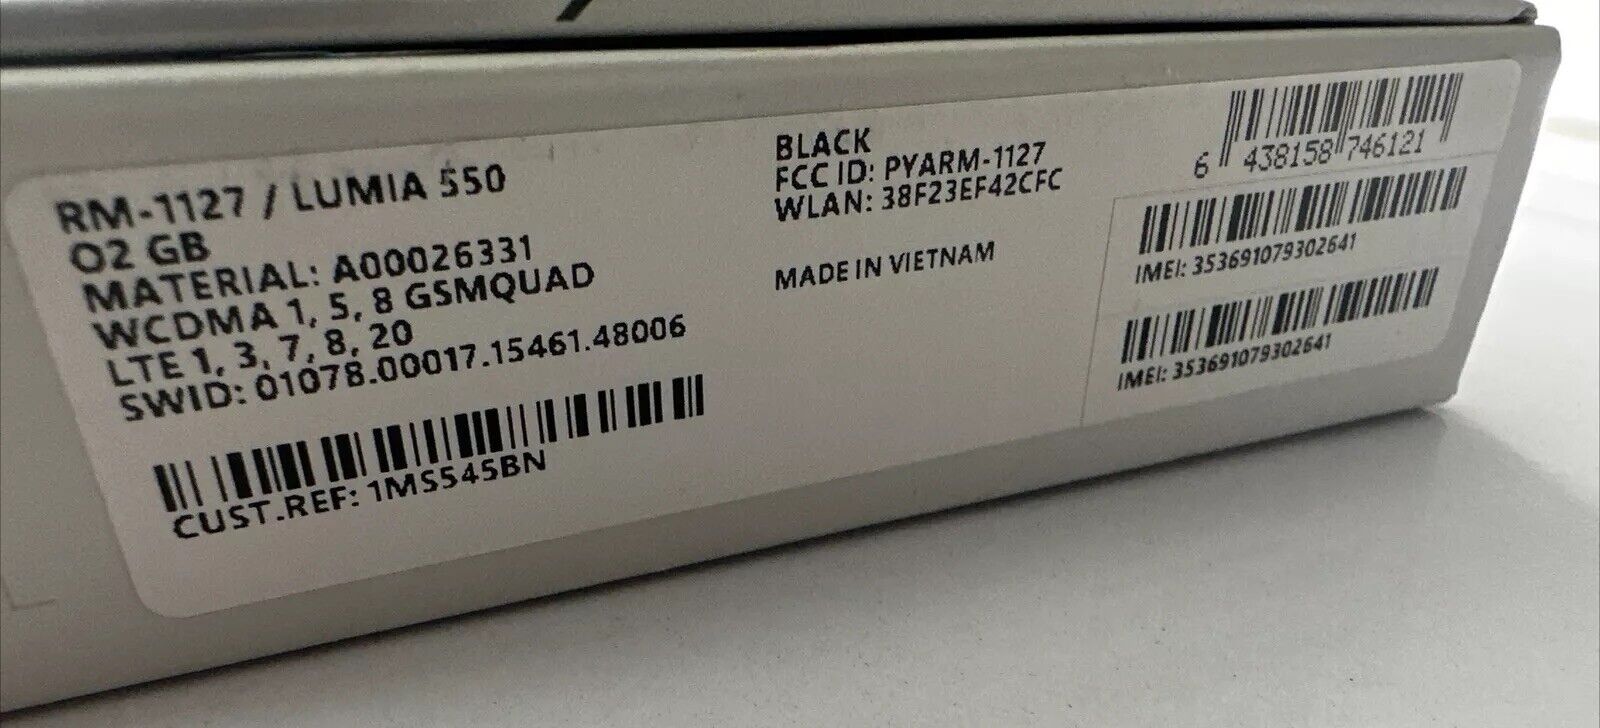 RM-1127 / LUMIA 550
O2 GB
MATERIAL: A00026331
WCDMA 1, 5, 8 GSMQUAD
LTE 1, 3, 7, 8, 20
SWID: 01078.00017.15461.48006
CUST.REF: 1MS545BN
BLACK
FCC ID: PYARM-1127
WLAN: 38F23EF42CFC
MADE IN VIETNAM
6 438158 746121
IMEI: 353691079302641
IMEI: 353691079302641